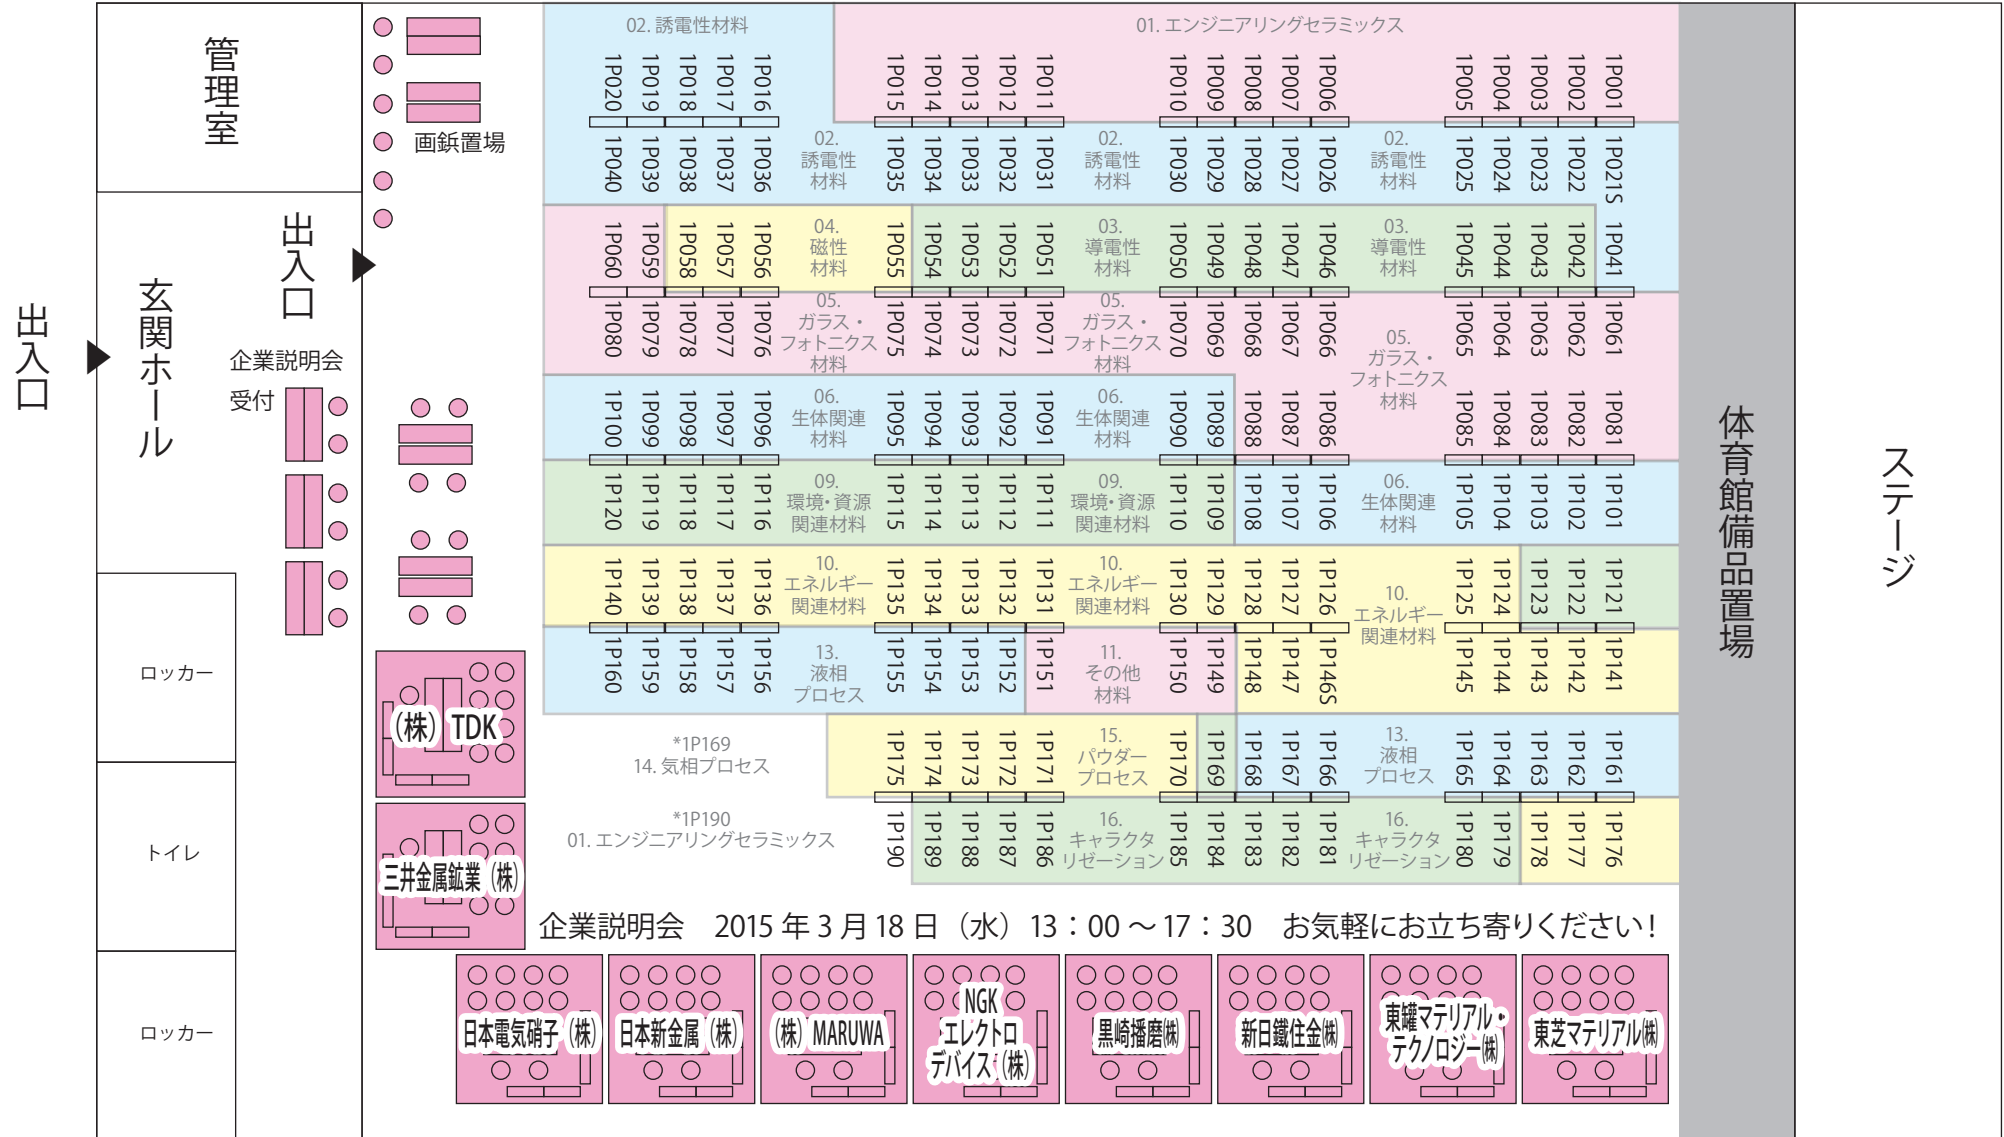 管理室
画鋲置場
出入口
玄関ホール
出入口
企業説明会
受付
ロッカー
トイレ
ロッカー
02. 誘電性材料
01. エンジニアリングセラミックス
1P020 1P019 1P018 1P017 1P016 1P015 1P014 1P013 1P012 1P011 1P010 1P009 1P008 1P007 1P006 1P005 1P004 1P003 1P002 1P001
1P040 1P039 1P038 1P037 1P036
02.
誘電性
材料
1P035 1P034 1P033 1P032 1P031
02.
誘電性
材料
1P030 1P029 1P028 1P027 1P026
02.
誘電性
材料
1P025 1P024 1P023 1P022 1P021S
1P060 1P059 1P058 1P057 1P056
04.
磁性
材料
1P055 1P054 1P053 1P052 1P051
03.
導電性
材料
1P050 1P049 1P048 1P047 1P046
03.
導電性
材料
1P045 1P044 1P043 1P042 1P041
1P080 1P079 1P078 1P077 1P076
05.
ガラス・
フォトニクス
材料
1P075 1P074 1P073 1P072 1P071
05.
ガラス・
フォトニクス
材料
1P070 1P069 1P068 1P067 1P066
05.
ガラス・
フォトニクス
材料
1P065 1P064 1P063 1P062 1P061
1P100 1P099 1P098 1P097 1P096
06.
生体関連
材料
1P095 1P094 1P093 1P092 1P091
06.
生体関連
材料
1P090 1P089 1P088 1P087 1P086 1P085 1P084 1P083 1P082 1P081
1P120 1P119 1P118 1P117 1P116
09.
環境・資源
関連材料
1P115 1P114 1P113 1P112 1P111
09.
環境・資源
関連材料
1P110 1P109 1P108 1P107 1P106
06.
生体関連
材料
1P105 1P104 1P103 1P102 1P101
1P140 1P139 1P138 1P137 1P136
10.
エネルギー
関連材料
1P135 1P134 1P133 1P132 1P131
10.
エネルギー
関連材料
1P130 1P129 1P128 1P127 1P126
10.
エネルギー
関連材料
1P125 1P124 1P123 1P122 1P121
1P160 1P159 1P158 1P157 1P156
13.
液相
プロセス
1P155 1P154 1P153 1P152 1P151
11.
その他
材料
1P150 1P149 1P148 1P147 1P146S 1P145 1P144 1P143 1P142 1P141
*1P169
14. 気相プロセス
1P175 1P174 1P173 1P172 1P171
15.
パウダー
プロセス
1P170 1P169 1P168 1P167 1P166
13.
液相
プロセス
1P165 1P164 1P163 1P162 1P161
*1P190
01. エンジニアリングセラミックス
1P190 1P189 1P188 1P187 1P186
16.
キャラクタ
リゼーション
1P185 1P184 1P183 1P182 1P181
16.
キャラクタ
リゼーション
1P180 1P179 1P178 1P177 1P176
体育館備品置場
ステージ
（株）TDK
三井金属鉱業（株）
企業説明会　2015 年 3 月 18 日（水）13：00 ～ 17：30　お気軽にお立ち寄りください！
日本電気硝子（株）
日本新金属（株）
（株）MARUWA
NGK
エレクトロ
デバイス（株）
黒崎播磨㈱
新日鐵住金㈱
東罐マテリアル・
テクノロジー㈱
東芝マテリアル㈱